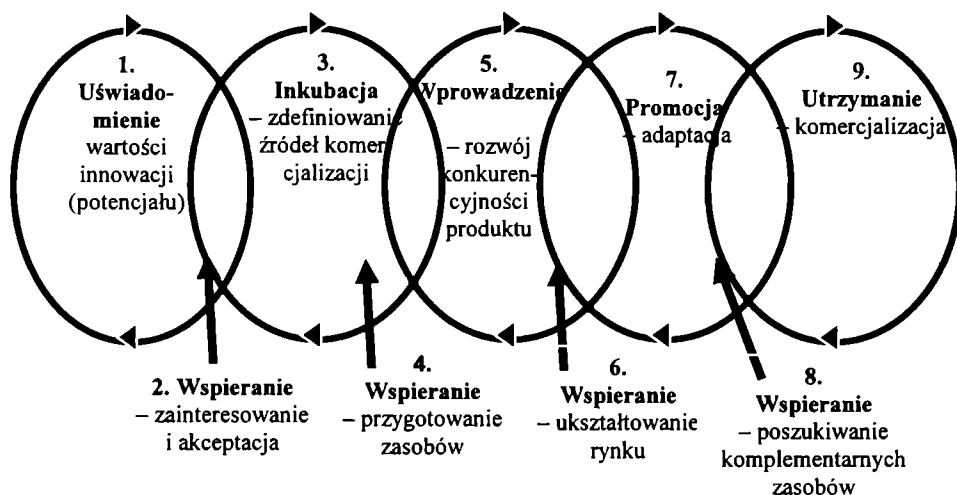 1.
Uświado-
mienie
wartości
innowacji
(potencjału)
3.
Inkubacja
– zdefiniowanie
źródeł komer
cjalizacji
5.
Wprowadzenie
– rozwój
konkuren-
cyjności
produktu
7.
Promocja
– adaptacja
9.
Utrzymanie
– komercjalizacja
2. Wspieranie
– zainteresowanie
i akceptacja
4.
Wspieranie
– przygotowanie
zasobów
6.
Wspieranie
– ukształtowanie
rynku
8.
Wspieranie
– poszukiwanie
komplementarnych
zasobów